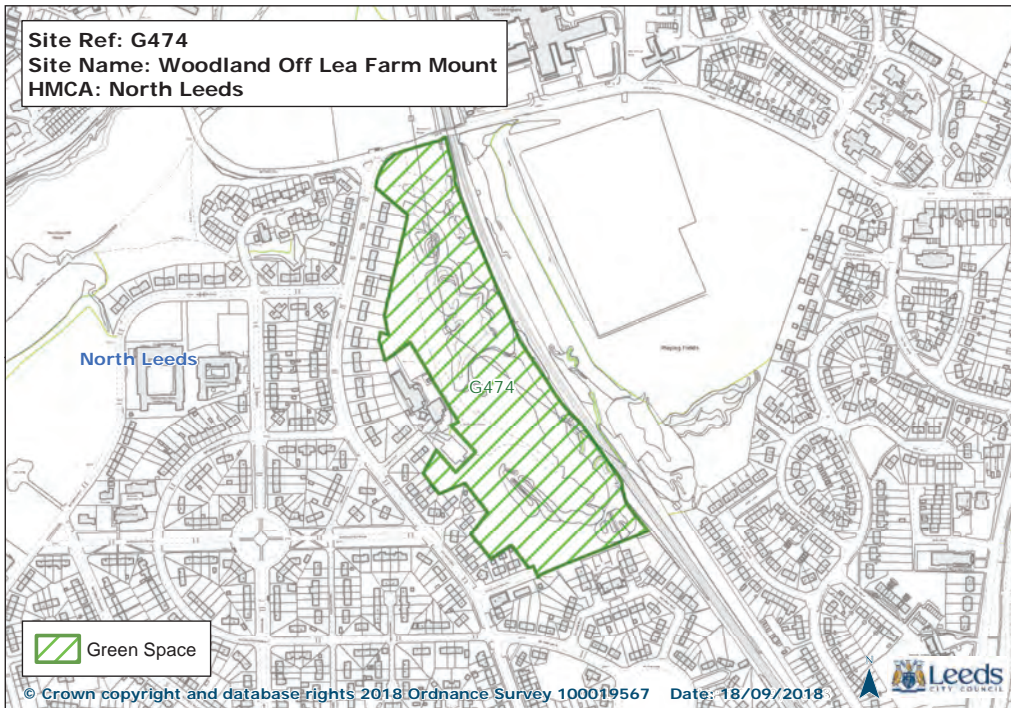 Site Ref: G474
Site Name: Woodland Off Lea Farm Mount
HMCA: North Leeds
Playing Fields
North Leeds
G474
Green Space
© Crown copyright and database rights 2018 Ordnance Survey 100019567 Date: 18/09/2018
N
Leeds
CITY COUNCIL